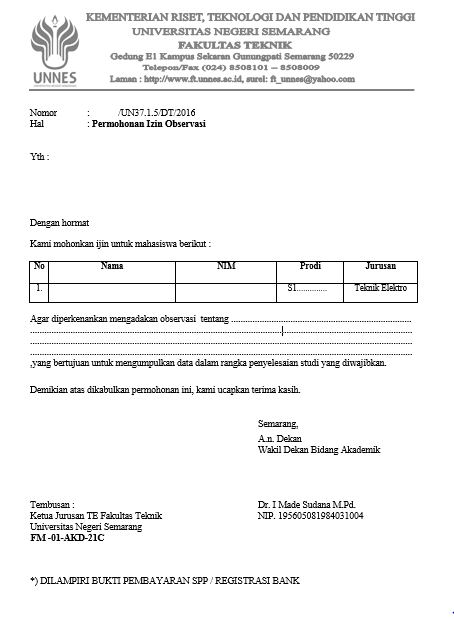 KEMENTERIAN RISET, TEKNOLOGI DAN PENDIDIKAN TINGGI
UNIVERSITAS NEGERI SEMARANG
FAKULTAS TEKNIK
Gedung E1 Kampus Sekaran Gunungpati Semarang 50229
Telepon/Fax (024) 8508101 – 8508009
Laman : http://www.ft.unnes.ac.id, surel: ft_unnes@yahoo.com
UNNES
Nomor : /UN37.1.5/DT/2016
Hal : Permohonan Izin Observasi
Yth :
Dengan hormat
Kami mohonkan ijin untuk mahasiswa berikut :
No Nama NIM Prodi Jurusan
1. S1.............. Teknik Elektro
Agar diperkenankan mengadakan observasi tentang ..........................................................................
................................................................................................................................................................
................................................................................................................................................................
................................................................................................................................................................
,yang bertujuan untuk mengumpulkan data dalam rangka penyelesaian studi yang diwajibkan.
Demikian atas dikabulkan permohonan ini, kami ucapkan terima kasih.
Semarang,
A.n. Dekan
Wakil Dekan Bidang Akademik
Dr. I Made Sudana M.Pd.
NIP. 195605081984031004
Tembusan :
Ketua Jurusan TE Fakultas Teknik
Universitas Negeri Semarang
FM -01-AKD-21C
*) DILAMPIRI BUKTI PEMBAYARAN SPP / REGISTRASI BANK